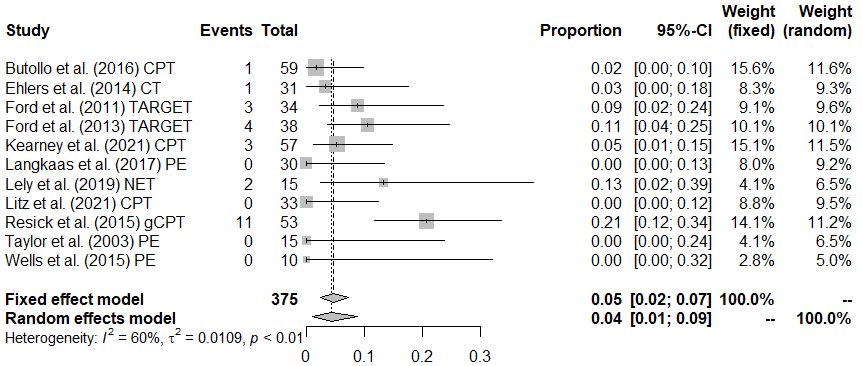 Study Events Total Proportion 95%-CI Weight (fixed) Weight (random)
Butollo et al. (2016) CPT 1 59 0.02 [0.00; 0.10] 15.6% 11.6%
Ehlers et al. (2014) CT 1 31 0.03 [0.00; 0.18] 8.3% 9.3%
Ford et al. (2011) TARGET 3 34 0.09 [0.02; 0.24] 9.1% 9.6%
Ford et al. (2013) TARGET 4 38 0.11 [0.04; 0.25] 10.1% 10.1%
Kearney et al. (2021) CPT 3 57 0.05 [0.01; 0.15] 15.1% 11.5%
Langkaas et al. (2017) PE 0 30 0.00 [0.00; 0.13] 8.0% 9.2%
Lely et al. (2019) NET 2 15 0.13 [0.02; 0.39] 4.1% 6.5%
Litz et al. (2021) CPT 0 33 0.00 [0.00; 0.12] 8.8% 9.5%
Resick et al. (2015) gCPT 11 53 0.21 [0.12; 0.34] 14.1% 11.2%
Taylor et al. (2003) PE 0 15 0.00 [0.00; 0.24] 4.1% 6.5%
Wells et al. (2015) PE 0 10 0.00 [0.00; 0.32] 2.8% 5.0%
Fixed effect model 375 0.05 [0.02; 0.07] 100.0% --
Random effects model 0.04 [0.01; 0.09] -- 100.0%
Heterogeneity: I² = 60%, τ² = 0.0109, p < 0.01
0 0.1 0.2 0.3